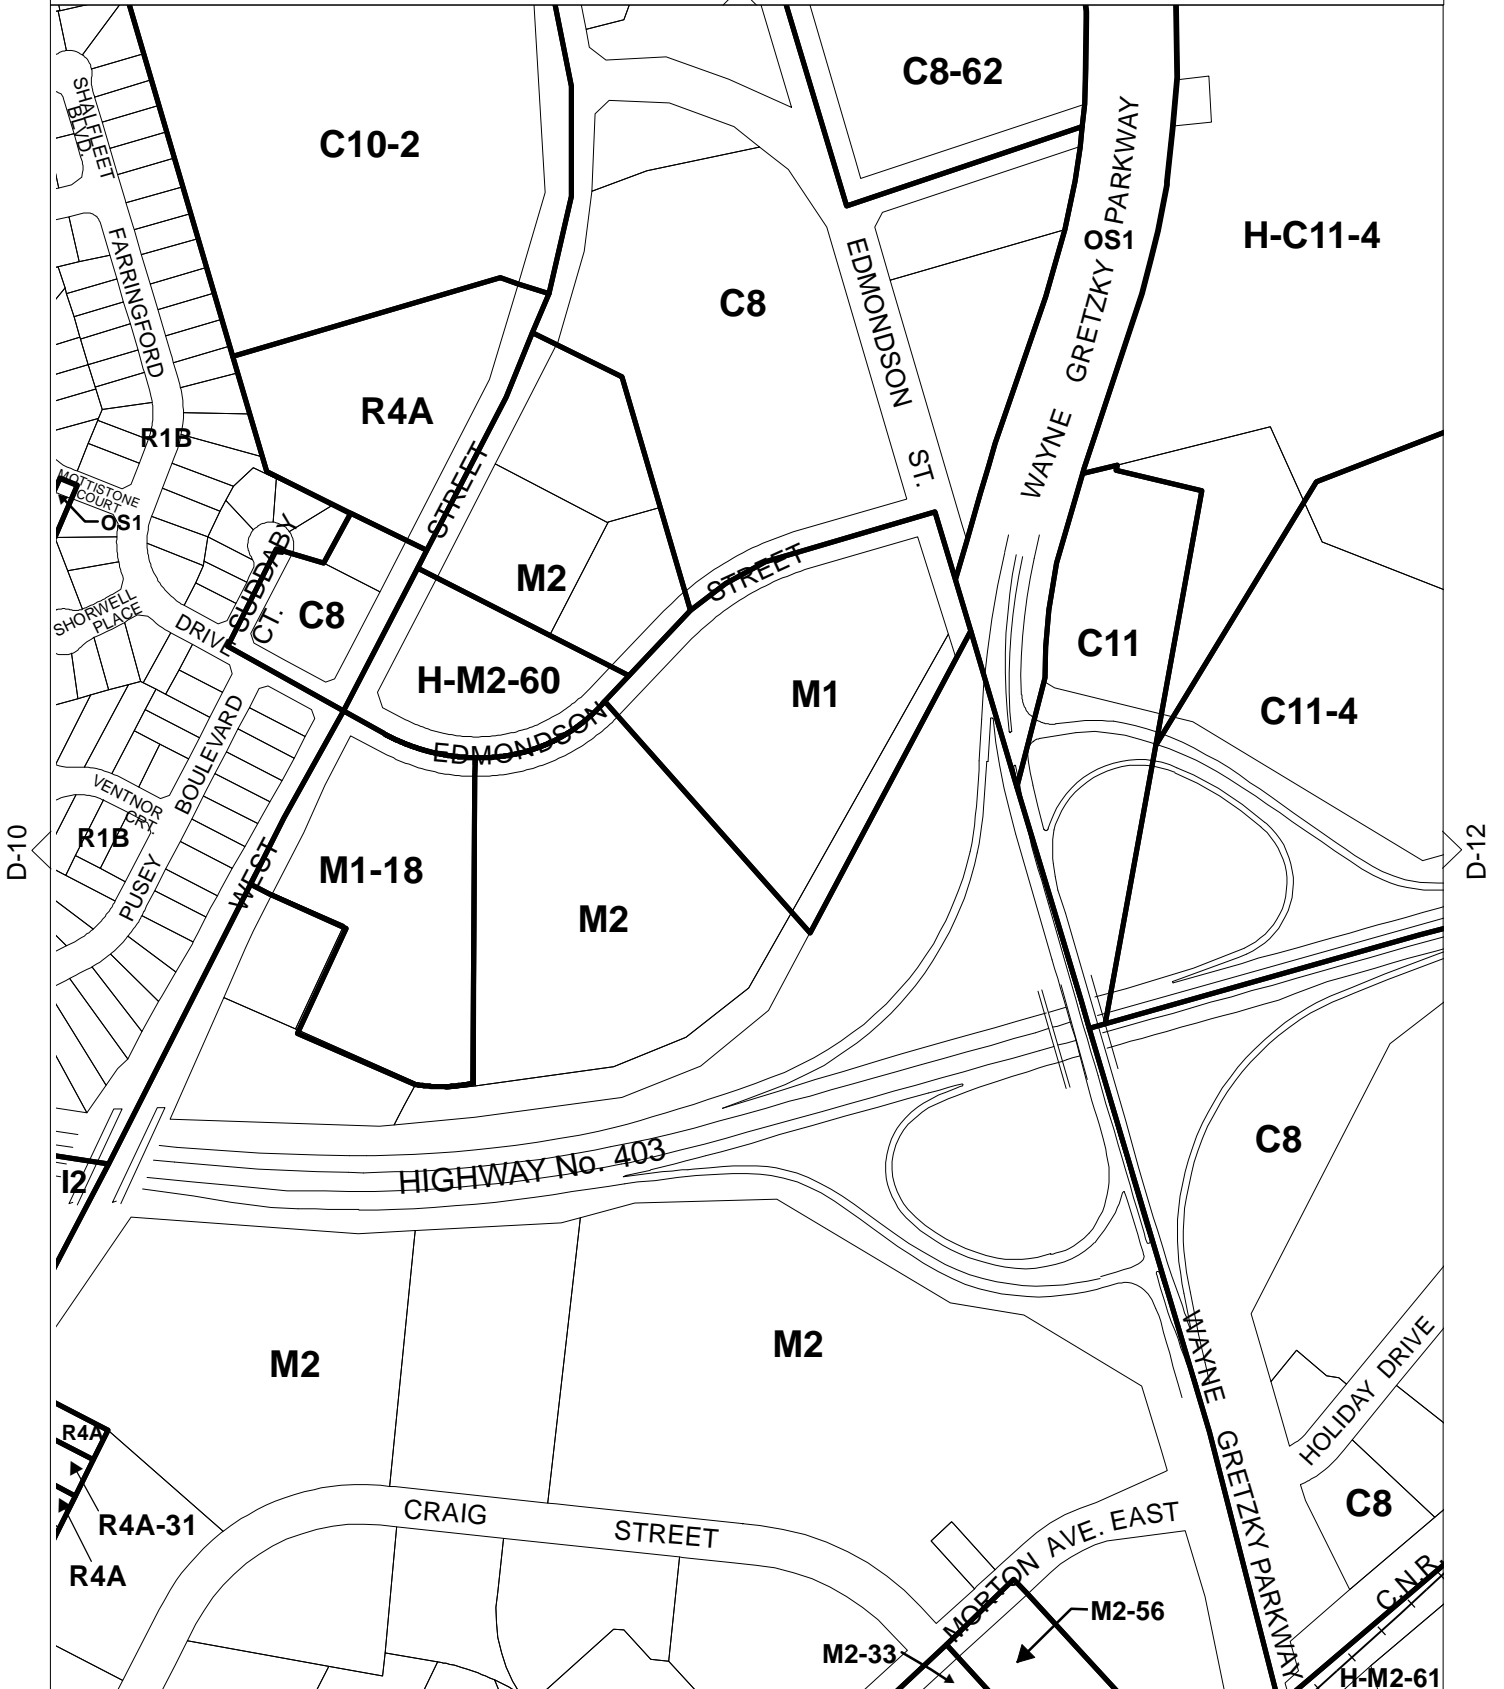 C8-62
C10-2
SHALFLEET
BLVD.
WAYNE GRETZKY PARKWAY
OS1
H-C11-4
FARRINGFORD
C8
EDMONDSON ST.
R4A
R1B
MOTTISTONE
COURT
OS1
STREET
M2
STREET
SUDDABY
CT.
C8
SHORWELL
PLACE
DRIVE
C11
H-M2-60
M1
C11-4
EDMONDSON
BOULEVARD
VENTNOR
CRT.
R1B
D-10
D-12
WEST
M1-18
PUSEY
M2
C8
HIGHWAY No. 403
I2
M2
M2
WAYNE GRETZKY PARKWAY
HOLIDAY DRIVE
R4A
C8
CRAIG STREET
R4A-31
MORTON AVE. EAST
R4A
C.N.R.
M2-56
M2-33
H-M2-61